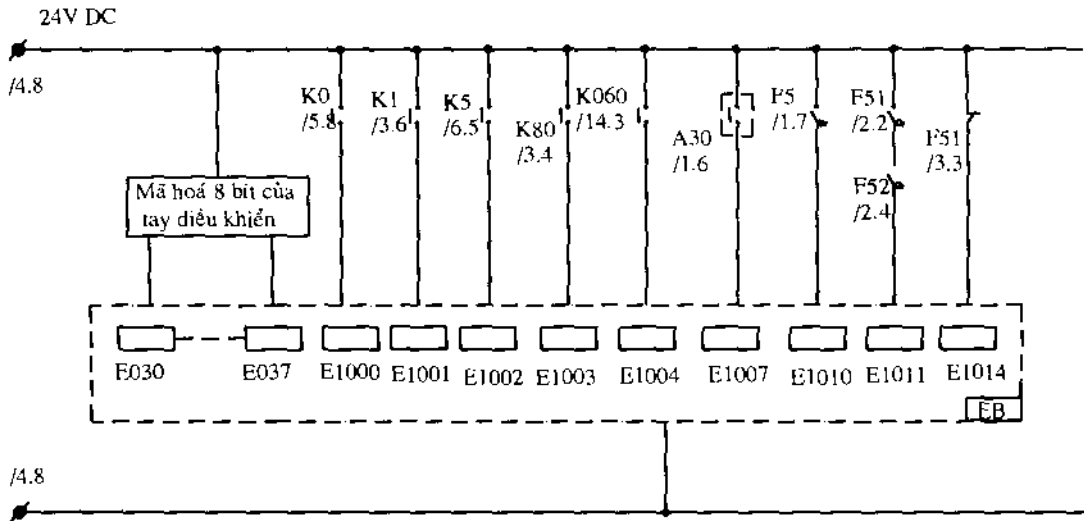 24V DC
/4.8
K0
/5.8
K1
/3.6
K5
/6.5
K80
/3.4
K060
/14.3
A30
/1.6
F5
/1.7
F51
/2.2
F52
/2.4
F51
/3.3
Mã hoá 8 bit của
tay điều khiển
E030
E037
E1000
E1001
E1002
E1003
E1004
E1007
E1010
E1011
E1014
EB
/4.8